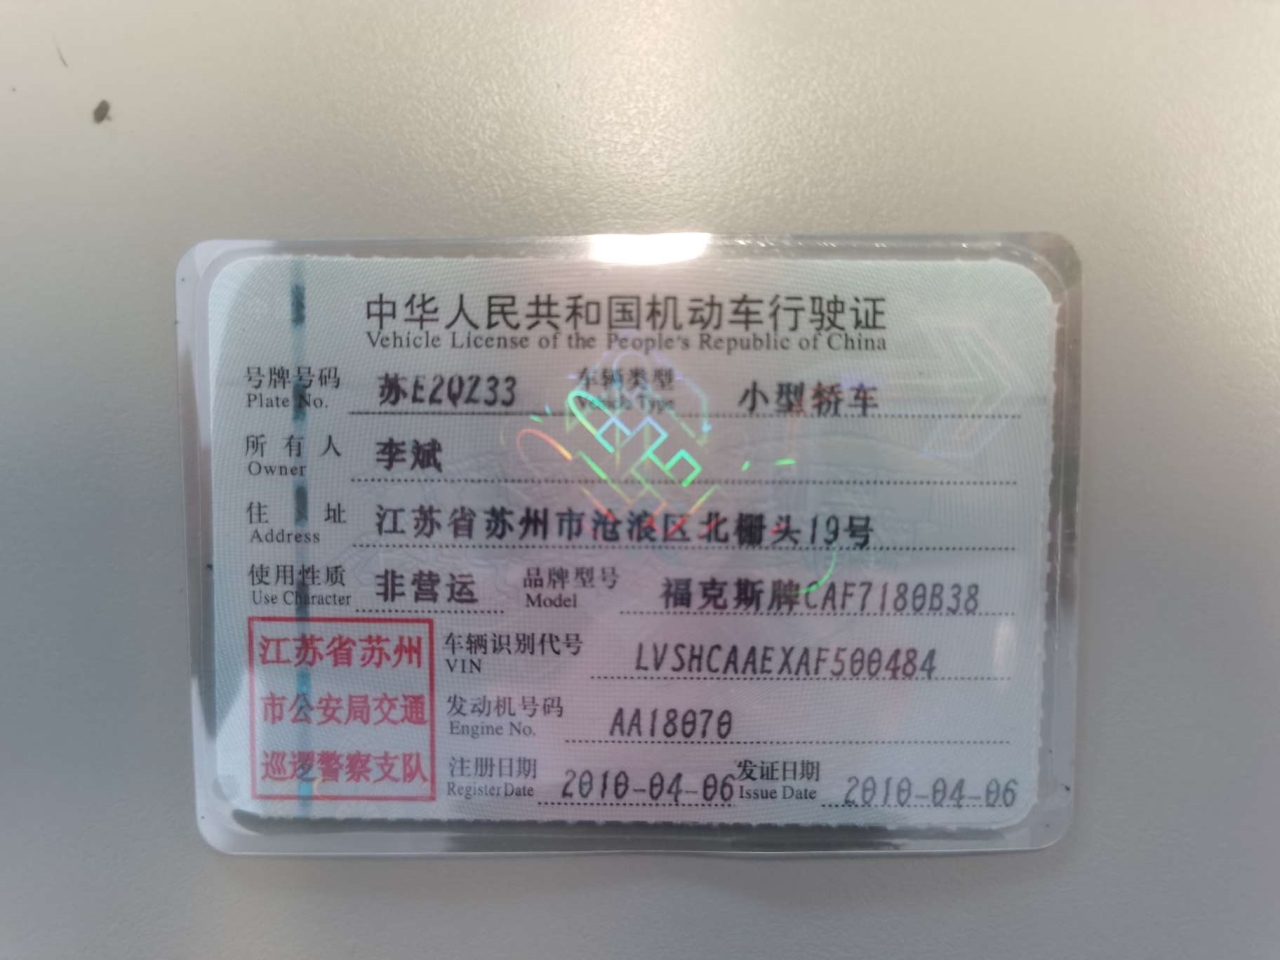 中华人民共和国机动车行驶证
Vehicle License of the People's Republic of China
号牌号码 苏E2QZ33 车辆类型 小型轿车
Plate No. Vehicle Type
所有人 李斌
Owner
住址 江苏省苏州市沧浪区北栅头19号
Address
使用性质 非营运 品牌型号 福克斯牌CAF7180B38
Use Character Model
江苏省苏州
市公安局交通
巡逻警察支队
车辆识别代号 LVSHCAAEXAF500484
VIN
发动机号码 AA18070
Engine No.
注册日期 2010-04-06 发证日期 2010-04-06
Register Date Issue Date